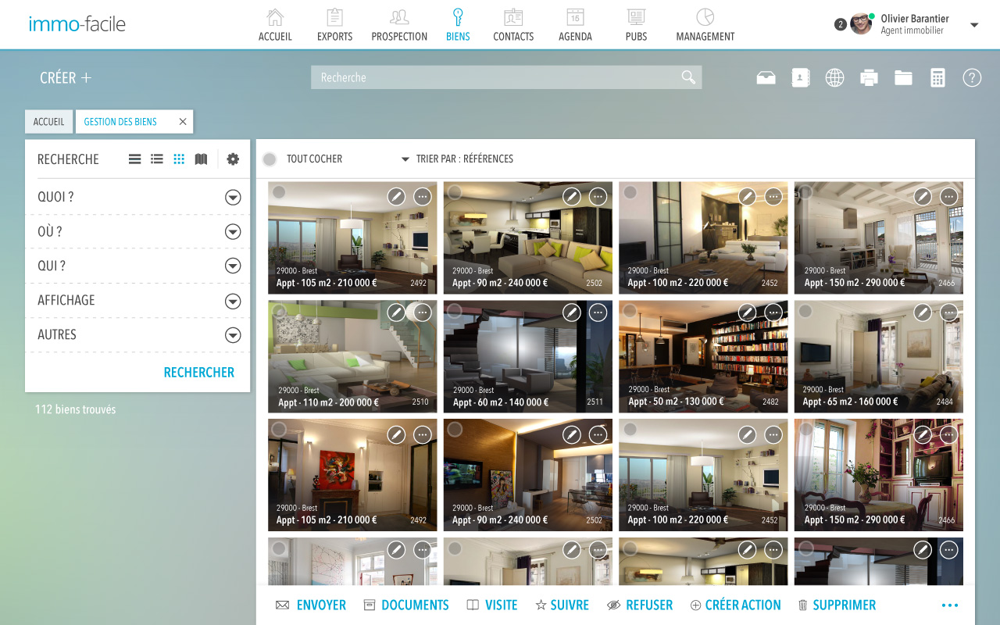 immo-facile
ACCUEIL
EXPORTS
PROSPECTION
BIENS
CONTACTS
15
AGENDA
PUBS
MANAGEMENT
2
Olivier Barantier
Agent immobilier
CRÉER +
Recherche
?
ACCUEIL
GESTION DES BIENS
RECHERCHE
QUOI ?
OÙ ?
QUI ?
AFFICHAGE
AUTRES
RECHERCHER
112 biens trouvés
TOUT COCHER
TRIER PAR : RÉFÉRENCES
29000 - Brest
Appt - 105 m2 - 210 000 €
2492
29000 - Brest
Appt - 90 m2 - 240 000 €
2502
29000 - Brest
Appt - 100 m2 - 220 000 €
2452
29000 - Brest
Appt - 150 m2 - 290 000 €
2466
29000 - Brest
Appt - 110 m2 - 200 000 €
2510
29000 - Brest
Appt - 60 m2 - 140 000 €
2511
29000 - Brest
Appt - 50 m2 - 130 000 €
2482
29000 - Brest
Appt - 65 m2 - 160 000 €
2484
29000 - Brest
Appt - 105 m2 - 210 000 €
2492
29000 - Brest
Appt - 90 m2 - 240 000 €
2502
29000 - Brest
Appt - 100 m2 - 220 000 €
2452
29000 - Brest
Appt - 150 m2 - 290 000 €
2466
ENVOYER
DOCUMENTS
VISITE
SUIVRE
REFUSER
CRÉER ACTION
SUPPRIMER